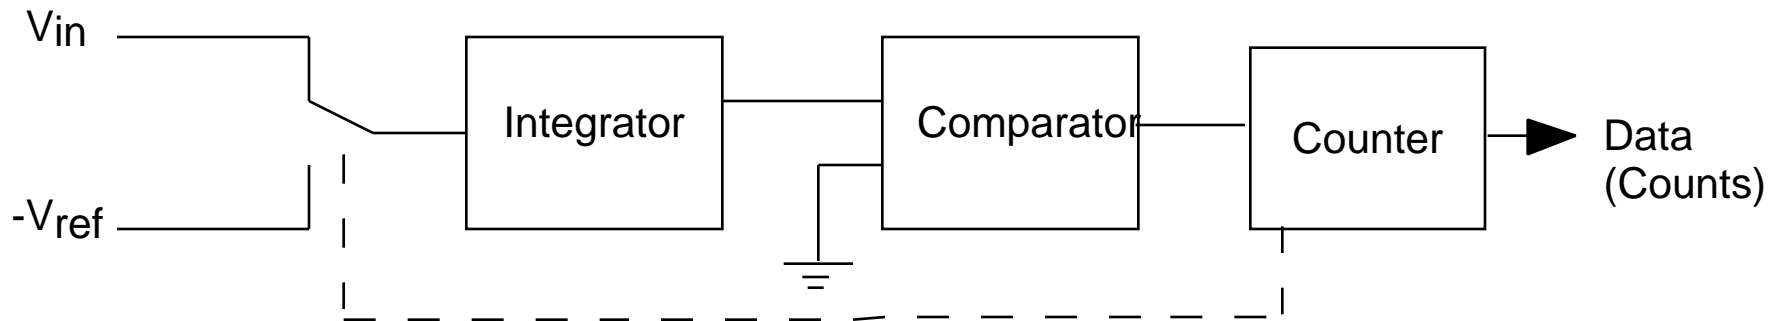 Vin
Integrator
Comparator
Counter
Data
(Counts)
-Vref